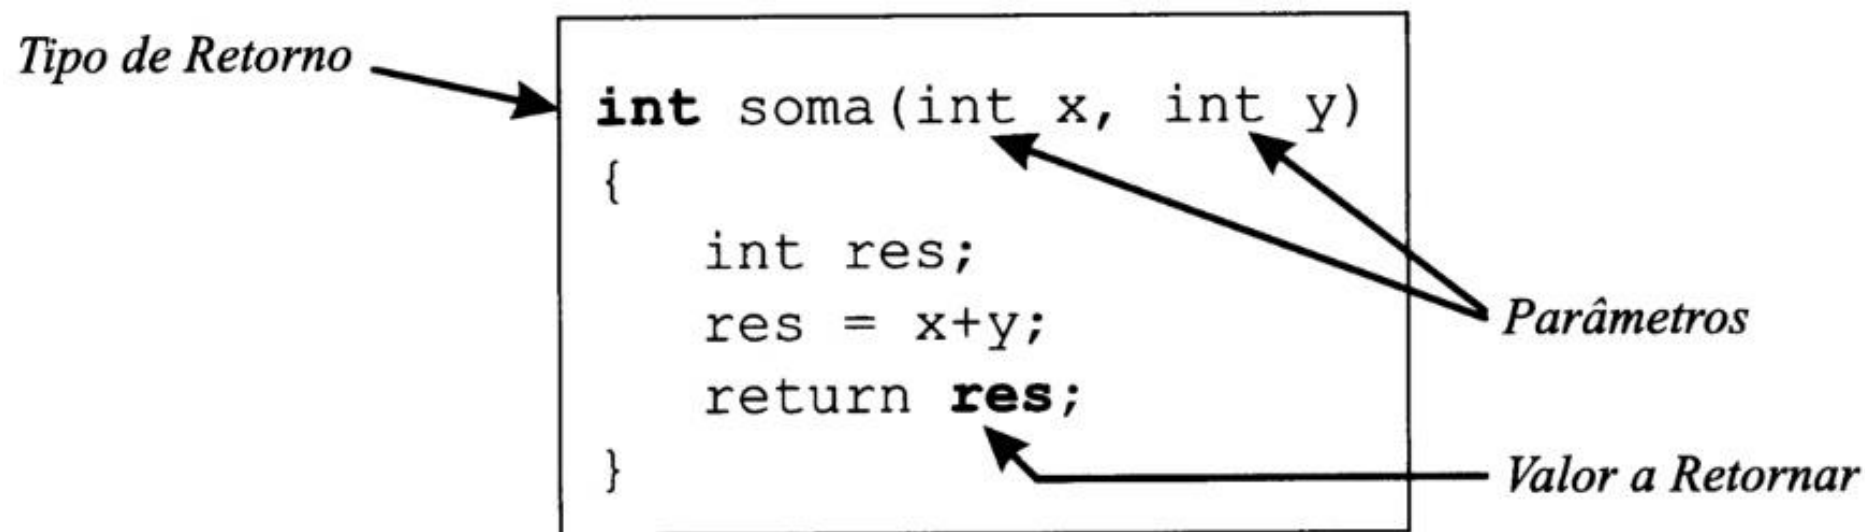 Tipo de Retorno
int soma(int x, int y)
{
int res;
res = x+y;
return res;
}
Parâmetros
Valor a Retornar